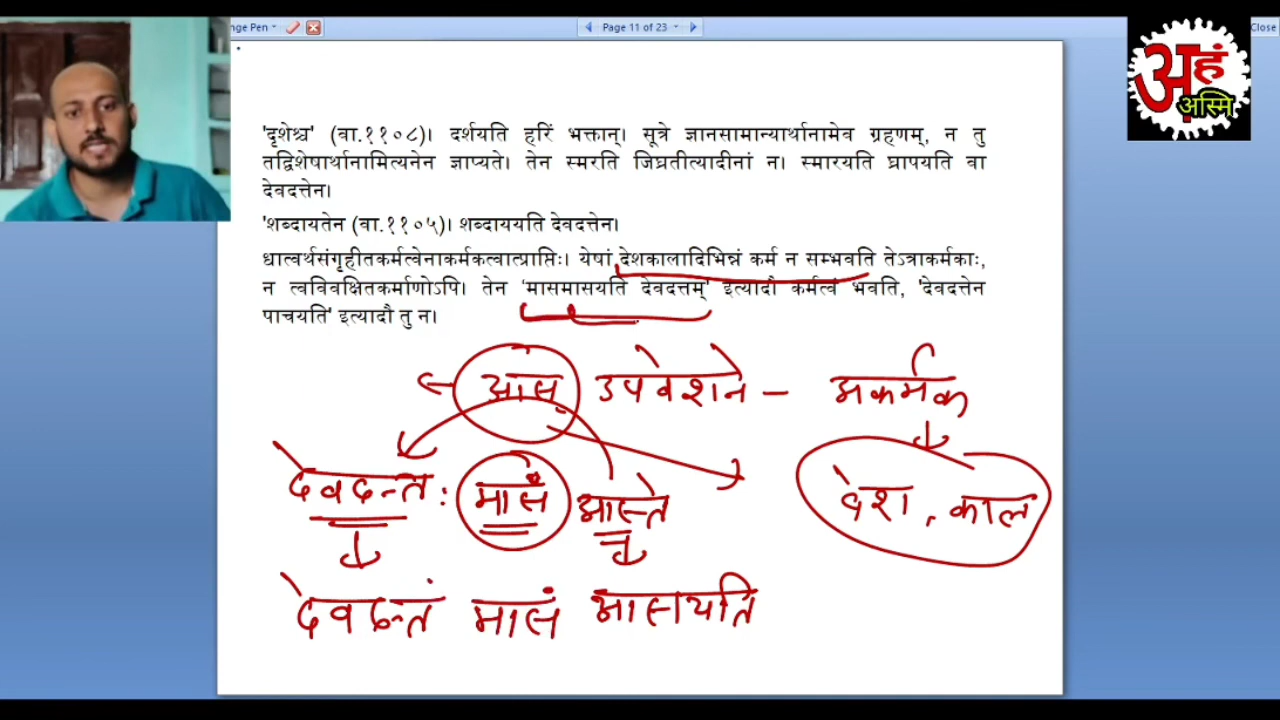 nge Pen
Page 11 of 23
Close
अहं
अस्मि
'दृशेश्च' (वा.११०८)। दर्शयति हरिं भक्तान्। सूत्रे ज्ञानसामान्यार्थानामेव ग्रहणम्, न तु
तद्विशेषार्थानामित्यनेन ज्ञाप्यते। तेन स्मरति जिघ्रतीत्यादीनां न। स्मारयति घ्रापयति वा
देवदत्तेन।
'शब्दायतेन (वा.११०५)। शब्दाययति देवदत्तेन।
धात्वर्थसंगृहीतकर्मत्वेनाकर्मकत्वात्प्राप्तिः। येषां देशकालादिभिन्नं कर्म न सम्भवति तेऽत्राकर्मकाः,
न त्वविवक्षितकर्माणोऽपि। तेन 'मासमासयति देवदत्तम्' इत्यादौ कर्मत्वं भवति, 'देवदत्तेन
पाचयति' इत्यादौ तु न।
आस उपवेशने – अकर्मक
देवदत्तः मासं आस्ते देश, काल
देवदत्तं मासं आसयति